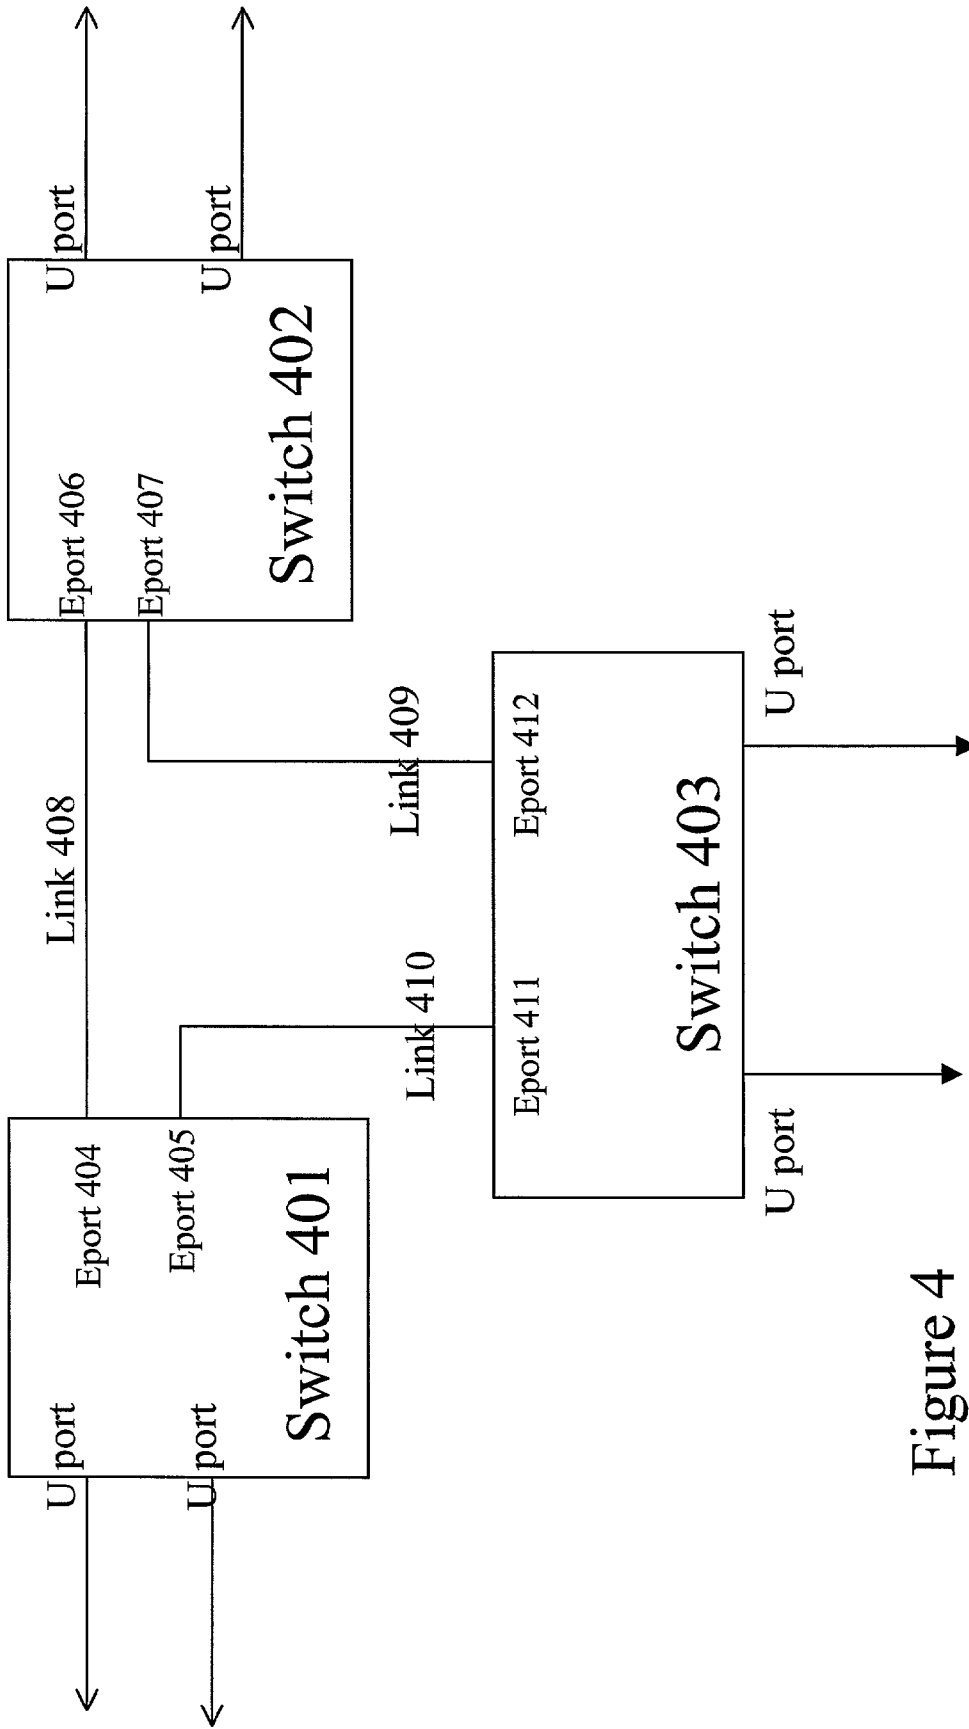 U port
U port
Switch 401
Eport 404
Eport 405
Link 408
Link 410
Link 409
Eport 406
Eport 407
Switch 402
U port
U port
Eport 411
Eport 412
Switch 403
U port
U port
Figure 4